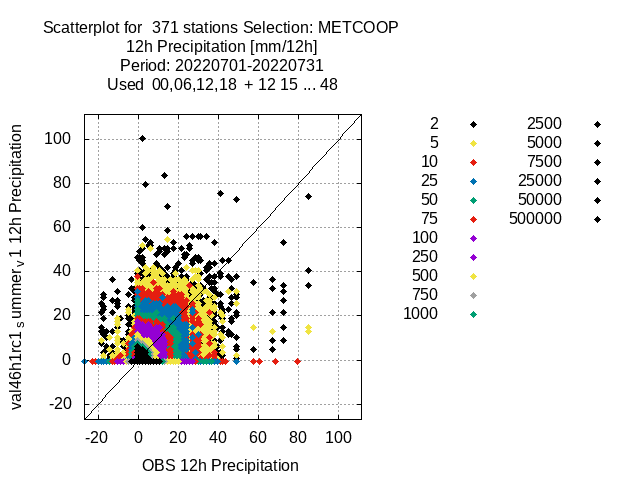 Scatterplot for  371 stations Selection: METCOOP
12h Precipitation [mm/12h]
Period: 20220701-20220731
Used  00,06,12,18  + 12 15 ... 48
val46h1rc1 s ummer v 1 12h Precipitation
100
80
60
40
20
0
-20
-20 0 20 40 60 80 100
OBS 12h Precipitation
2 2500
5 5000
10 7500
25 25000
50 50000
75 500000
100
250
500
750
1000